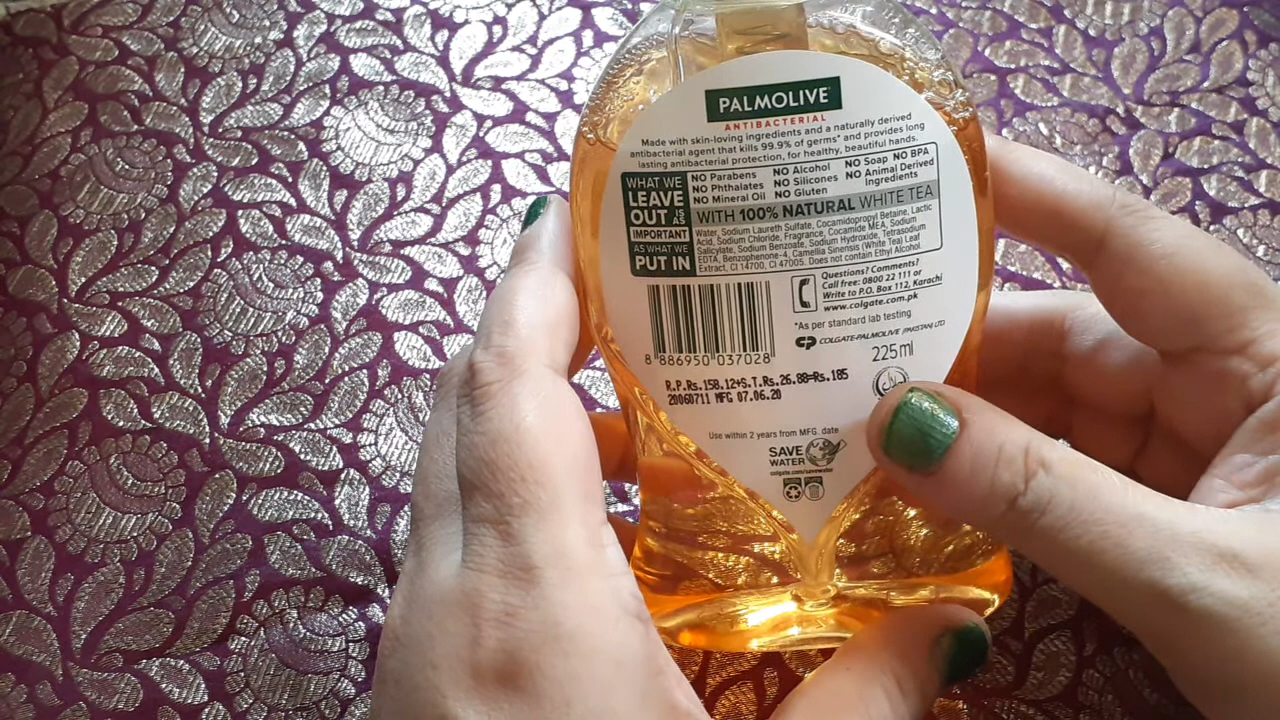 PALMOLIVE
ANTIBACTERIAL
Made with skin-loving ingredients and a naturally derived
antibacterial agent that kills 99.9% of germs* and provides long
lasting antibacterial protection, for healthy, beautiful hands.
WHAT WE
LEAVE
OUT IS AS
IMPORTANT
AS WHAT WE
PUT IN
NO Parabens NO Alcohol NO Soap NO BPA
NO Phthalates NO Silicones NO Animal Derived
NO Mineral Oil NO Gluten Ingredients
WITH 100% NATURAL WHITE TEA
Water, Sodium Laureth Sulfate, Cocamidopropyl Betaine, Lactic
Acid, Sodium Chloride, Fragrance, Cocamide MEA, Sodium
Salicylate, Sodium Benzoate, Sodium Hydroxide, Tetrasodium
EDTA, Benzophenone-4, Camellia Sinensis (White Tea) Leaf
Extract, CI 14700, CI 47005. Does not contain Ethyl Alcohol.
Questions? Comments?
Call free: 0800 22 111 or
Write to P.O. Box 112, Karachi
www.colgate.com.pk
*As per standard lab testing
CP COLGATE-PALMOLIVE (PAKISTAN) LTD
8 886950 037028
225ml
R.P.Rs.158.12+S.T.Rs.26.88=Rs.185
20060711 MFG 07.06.20
Use within 2 years from MFG. date
SAVE
WATER
colgate.com/savewater